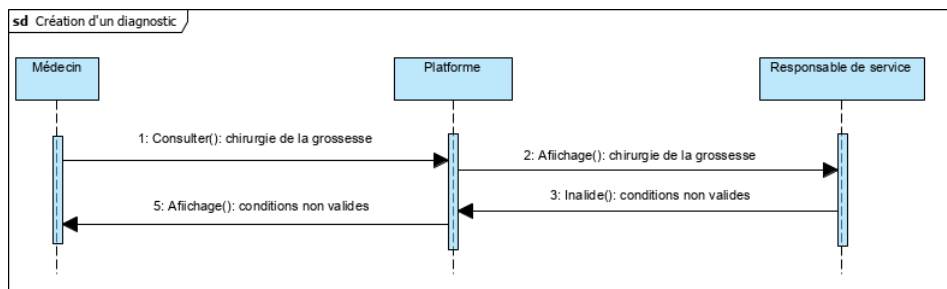 sd Création d'un diagnostic
Médecin
Platforme
Responsable de service
1: Consulter(): chirurgie de la grossesse
2: Afiichage(): chirurgie de la grossesse
3: Inalide(): conditions non valides
5: Afiichage(): conditions non valides